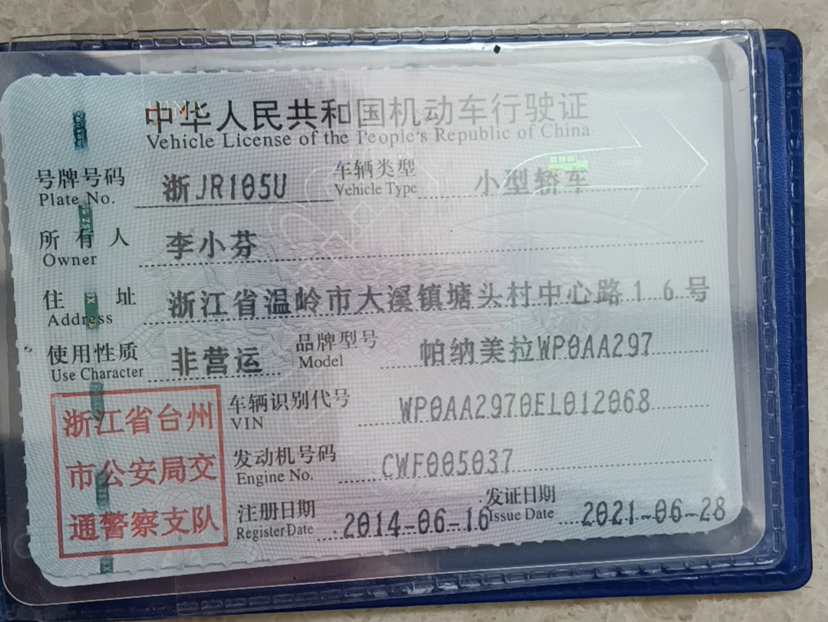 中华人民共和国机动车行驶证
Vehicle License of the People's Republic of China
号牌号码 浙JR105U 车辆类型 小型轿车
Plate No. Vehicle Type
所有人 李小芬
Owner
住址 浙江省温岭市大溪镇塘头村中心路16号
Address
使用性质 非营运 品牌型号 帕纳美拉WP0AA297
Use Character Model
浙江省台州
市公安局交
通警察支队
车辆识别代号 WP0AA2970EL012068
VIN
发动机号码 CWF005037
Engine No.
注册日期 2014-06-16 发证日期 2021-06-28
Register Date Issue Date